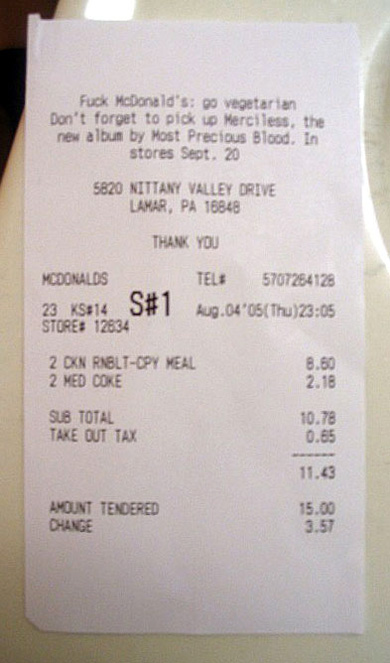 Fuck McDonald's: go vegetarian
Don't forget to pick up Merciless, the
new album by Most Precious Blood. In
stores Sept. 20
5820 NITTANY VALLEY DRIVE
LAMAR, PA 16848
THANK YOU
MCDONALDS TEL# 5707264128
23 KS#14 S#1 Aug.04'05(Thu)23:05
STORE# 12634
2 CKN RNBLT-CPY MEAL 8.60
2 MED COKE 2.18
SUB TOTAL 10.78
TAKE OUT TAX 0.65
------
11.43
AMOUNT TENDERED 15.00
CHANGE 3.57